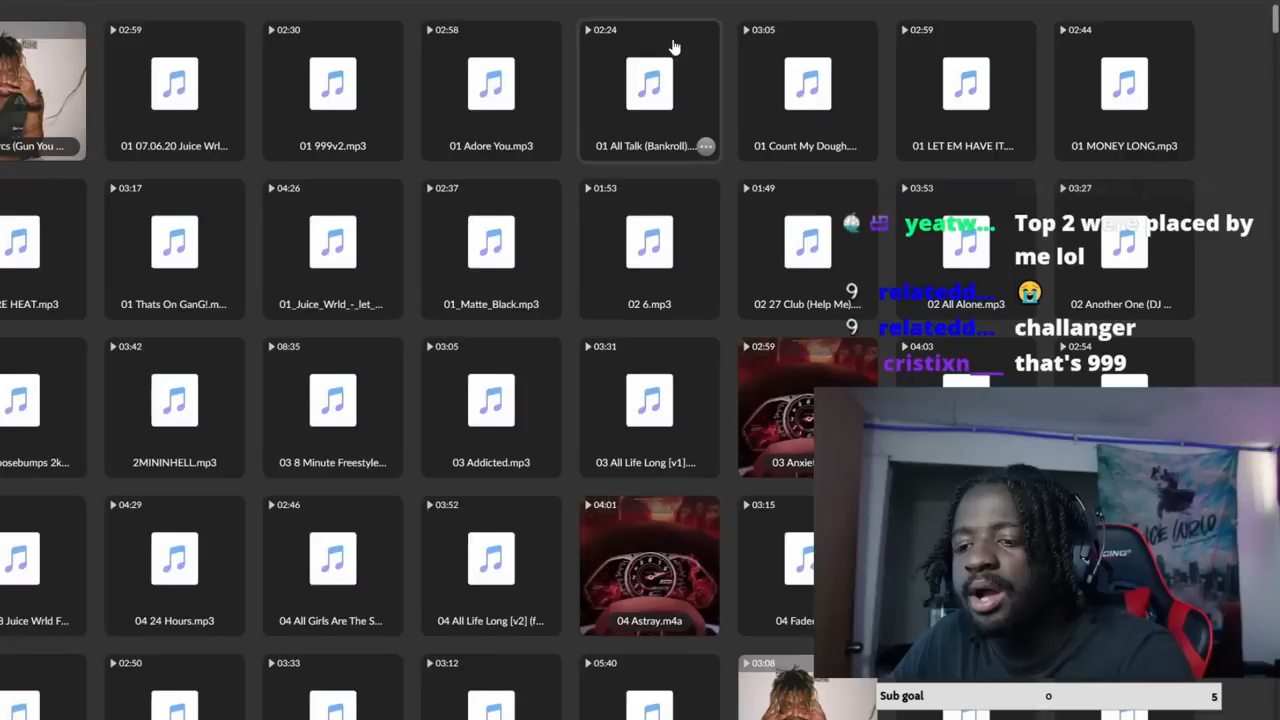 02:59
02:30
02:58
02:24
03:05
02:59
02:44
rcs (Gun You ...
01 07.06.20 Juice Wrl...
01 999v2.mp3
01 Adore You.mp3
01 All Talk (Bankroll)....
01 Count My Dough....
01 LET EM HAVE IT....
01 MONEY LONG.mp3
03:17
04:26
02:37
01:53
01:49
03:53
03:27
yeatw... Top 2 were placed by
me lol
RE HEAT.mp3
01 Thats On GanG!.m...
01_Juice_Wrld_-_let_...
01_Matte_Black.mp3
02 6.mp3
02 27 Club (Help Me)....
02 All Alone.mp3
02 Another One (DJ ...
9 relatedd... 😭
9 relatedd... challanger
cristixn___ that's 999
03:42
08:35
03:05
03:31
02:59
04:03
02:54
oosebumps 2k...
2MININHELL.mp3
03 8 Minute Freestyle...
03 Addicted.mp3
03 All Life Long [v1]....
03 Anxiet
04:29
02:46
03:52
04:01
03:15
Juice Wrld F...
04 24 Hours.mp3
04 All Girls Are The S...
04 All Life Long [v2] (f...
04 Astray.m4a
04 Fade
02:50
03:33
03:12
05:40
03:08
Sub goal
0
5